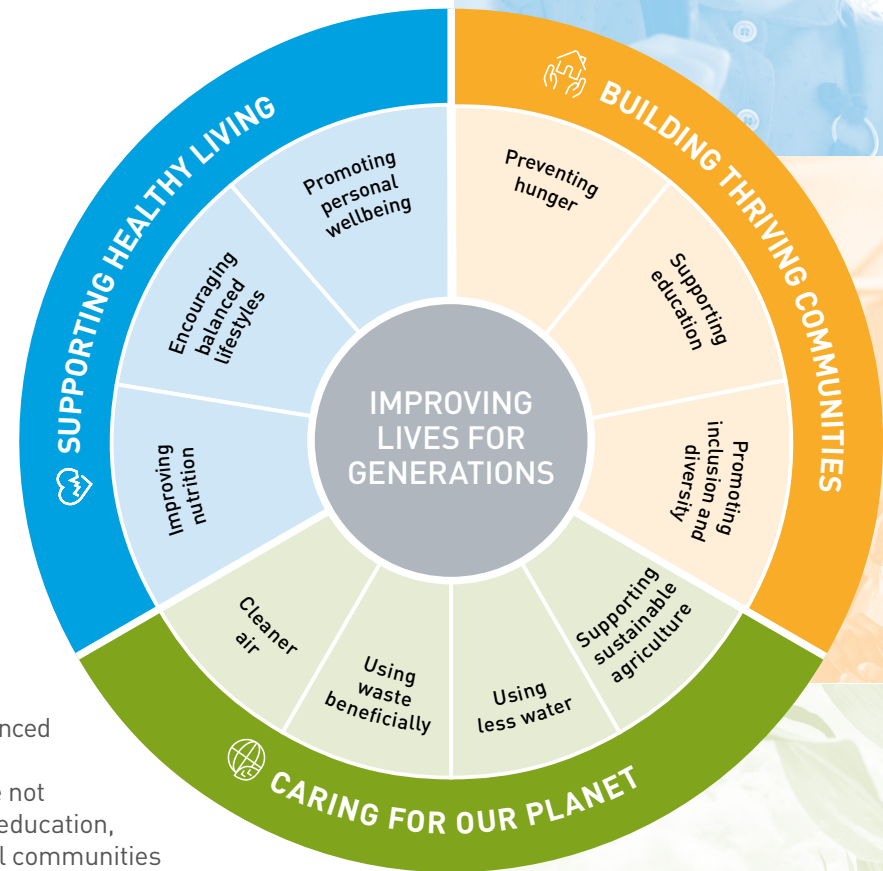 SUPPORTING HEALTHY LIVING
Promoting
personal
wellbeing
Encouraging
balanced
lifestyles
Improving
nutrition
BUILDING THRIVING COMMUNITIES
Preventing
hunger
Supporting
education
Promoting
inclusion and
diversity
IMPROVING
LIVES FOR
GENERATIONS
Cleaner
air
Using
waste
beneficially
Using
less water
Supporting
sustainable
agriculture
CARING FOR OUR PLANET
not
education,
communities